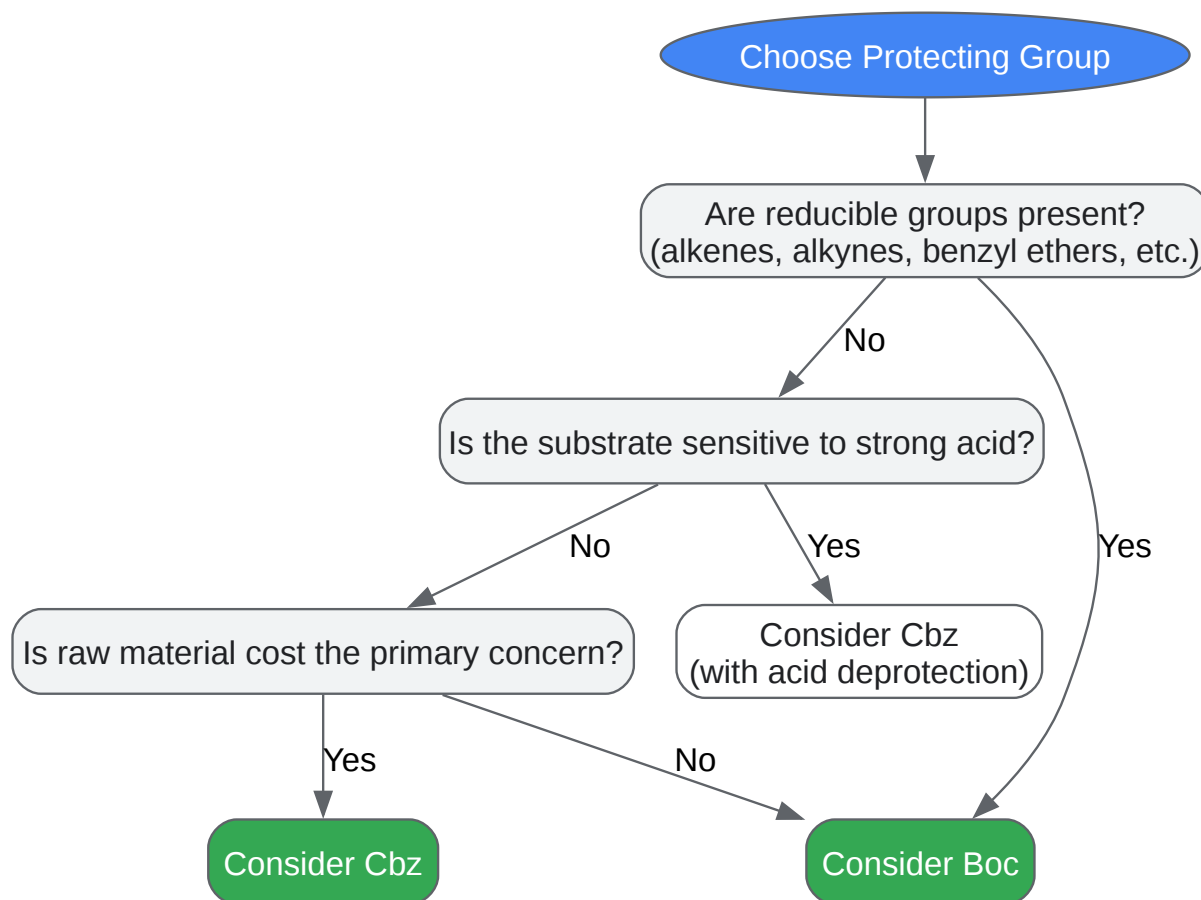 Choose Protecting Group
Are reducible groups present?
(alkenes, alkynes, benzyl ethers, etc.)
No
Is the substrate sensitive to strong acid?
No
Yes
Yes
Is raw material cost the primary concern?
Consider Cbz
(with acid deprotection)
Yes
No
Consider Cbz
Consider Boc